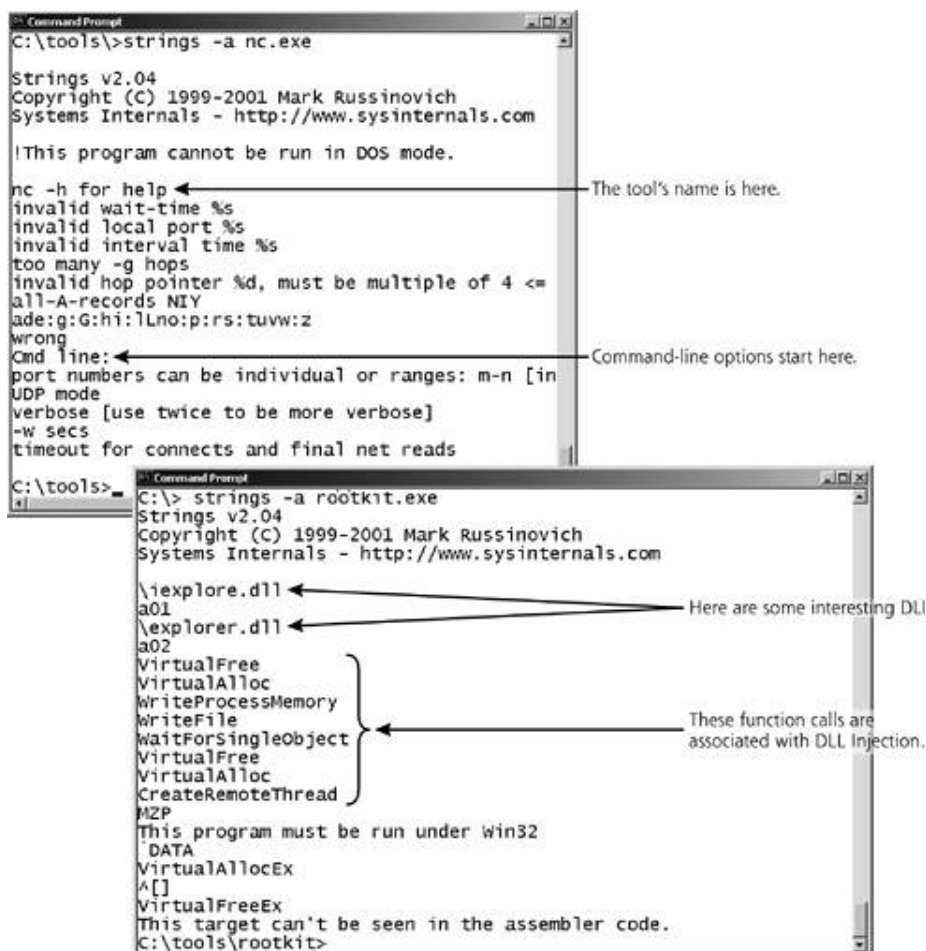 Command Prompt
C:\tools\>strings -a nc.exe
Strings v2.04
Copyright (C) 1999-2001 Mark Russinovich
Systems Internals - http://www.sysinternals.com
!This program cannot be run in DOS mode.
nc -h for help
The tool's name is here.
invalid wait-time %s
invalid local port %s
invalid interval time %s
too many -g hops
invalid hop pointer %d, must be multiple of 4 <=
all-A-records NIY
ade:g:G:hi:lLno:p:rs:tuvw:z
wrong
Cmd line:
Command-line options start here.
port numbers can be individual or ranges: m-n [in
UDP mode
verbose [use twice to be more verbose]
-w secs
timeout for connects and final net reads
C:\tools>_
Command Prompt
C:\> strings -a rootkit.exe
Strings v2.04
Copyright (C) 1999-2001 Mark Russinovich
Systems Internals - http://www.sysinternals.com
\iexplore.dll
a01
Here are some interesting DLL
\explorer.dll
a02
VirtualFree
VirtualAlloc
WriteProcessMemory
WriteFile
WaitForSingleObject
VirtualFree
VirtualAlloc
CreateRemoteThread
These function calls are
associated with DLL Injection.
MZP
This program must be run under Win32
`DATA
VirtualAllocEx
^[]
VirtualFreeEx
This target can't be seen in the assembler code.
C:\tools\rootkit>